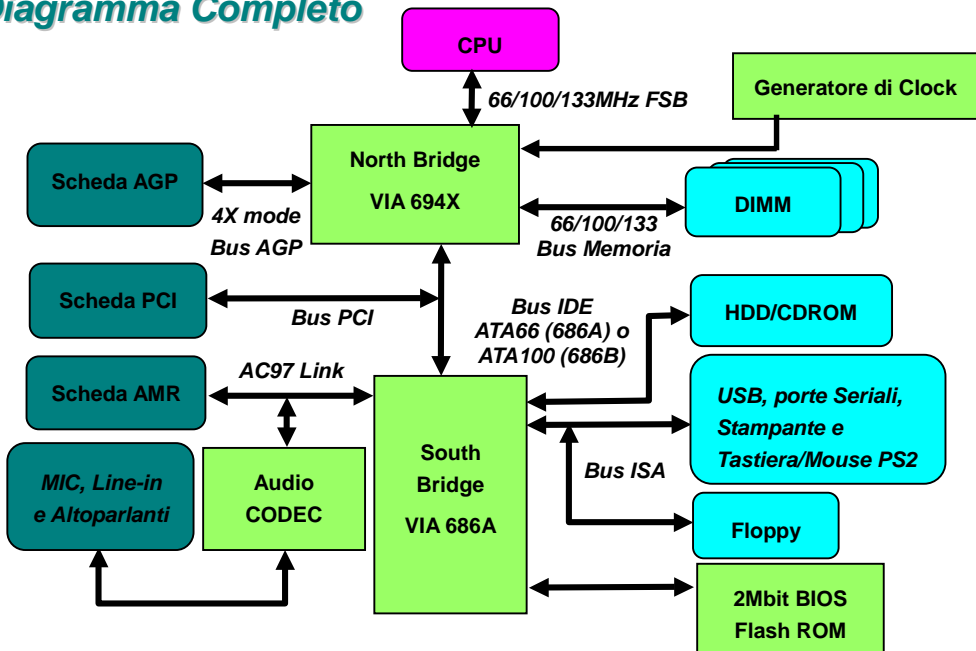 Diagramma Completo
CPU
66/100/133MHz FSB
Generatore di Clock
North Bridge
VIA 694X
Scheda AGP
4X mode
Bus AGP
DIMM
66/100/133
Bus Memoria
Scheda PCI
Bus PCI
Bus IDE
ATA66 (686A) o
ATA100 (686B)
HDD/CDROM
Scheda AMR
AC97 Link
USB, porte Seriali,
Stampante e
Tastiera/Mouse PS2
South
Bridge
VIA 686A
Bus ISA
MIC, Line-in
e Altoparlanti
Audio
CODEC
Floppy
2Mbit BIOS
Flash ROM